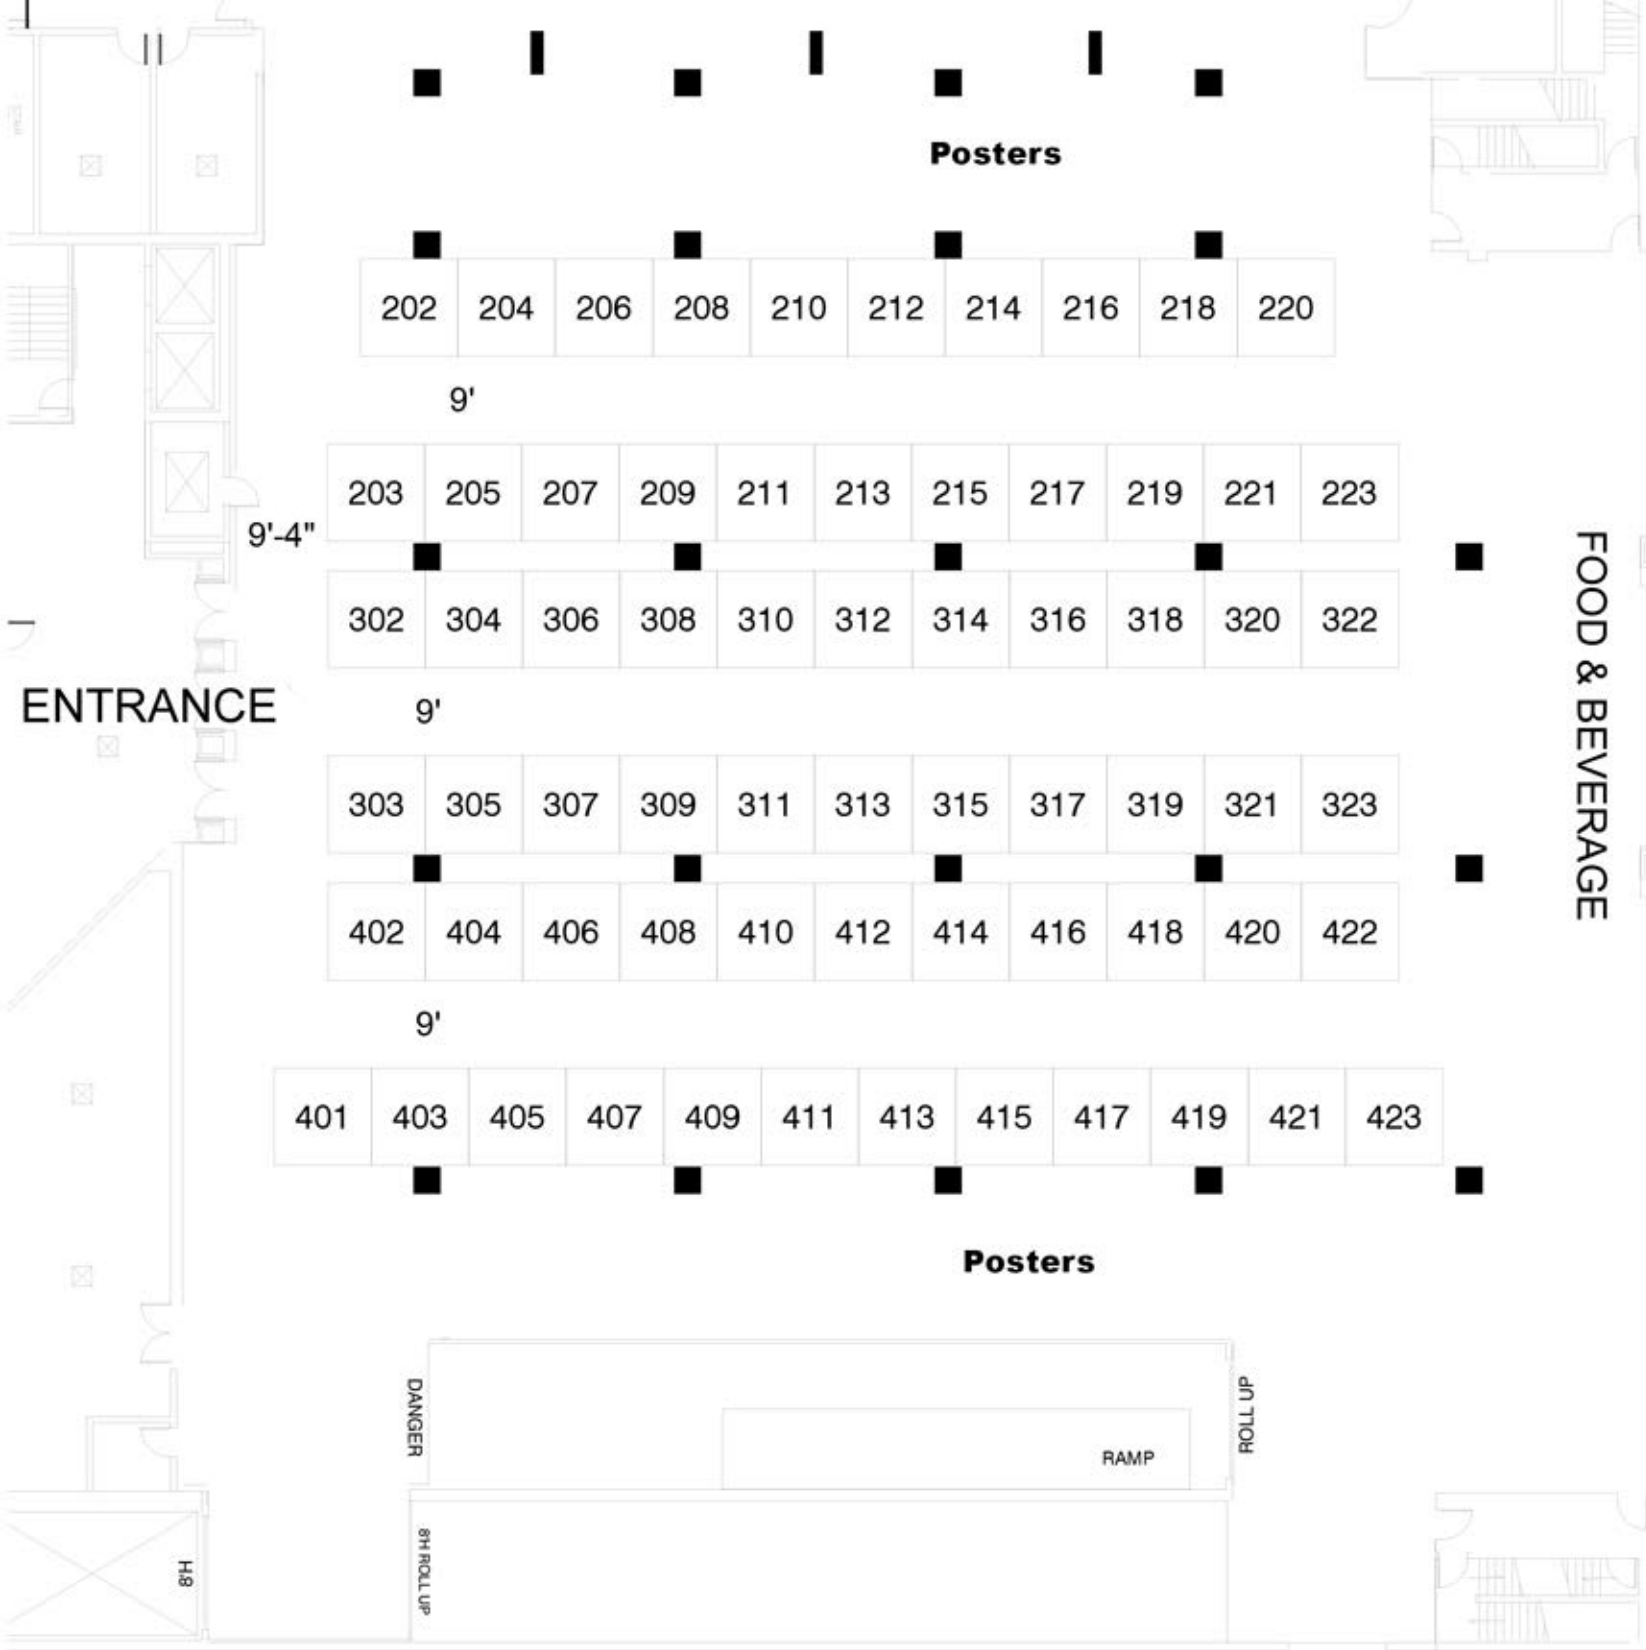 Posters
202 204 206 208 210 212 214 216 218 220
9'
203 205 207 209 211 213 215 217 219 221 223
9'-4"
302 304 306 308 310 312 314 316 318 320 322
ENTRANCE
9'
FOOD & BEVERAGE
303 305 307 309 311 313 315 317 319 321 323
402 404 406 408 410 412 414 416 418 420 422
9'
401 403 405 407 409 411 413 415 417 419 421 423
Posters
DANGER
ROLL UP
RAMP
8'H ROLL UP
8'H